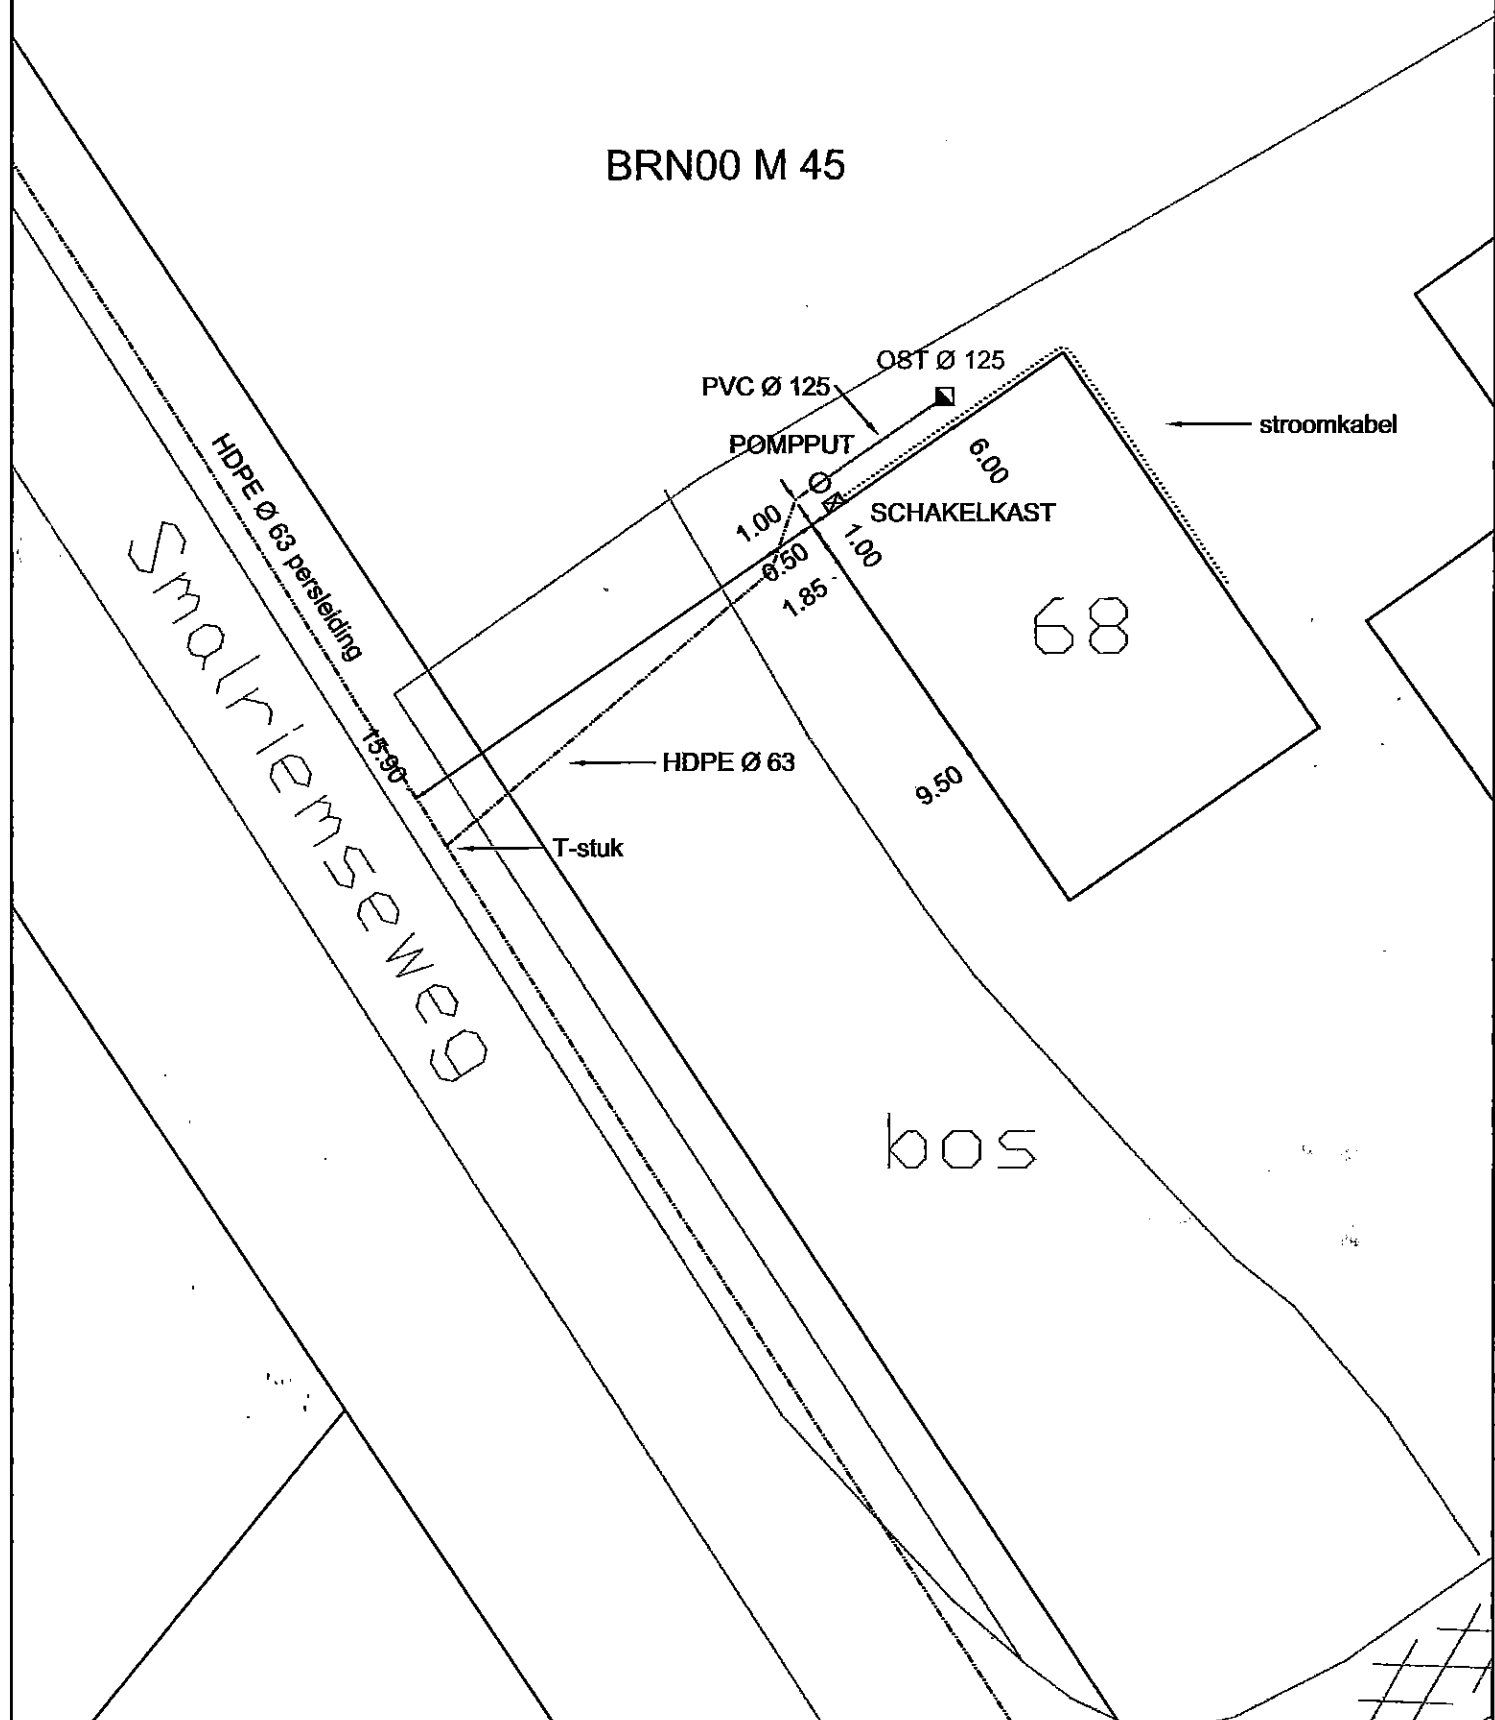 BRN00 M 45
OST Ø 125
PVC Ø 125
stroomkabel
POMPPUT
6.00
HDPE Ø 63 persleiding
SCHAKELKAST
1.00
1.00
0.50
1.85
68
Smalriemseweg
15.90
HDPE Ø 63
9.50
T-stuk
bos